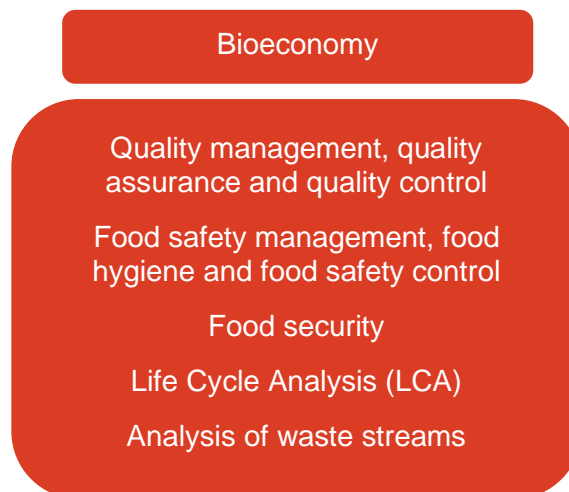 Bioeconomy
Quality management, quality
assurance and quality control
Food safety management, food
hygiene and food safety control
Food security
Life Cycle Analysis (LCA)
Analysis of waste streams